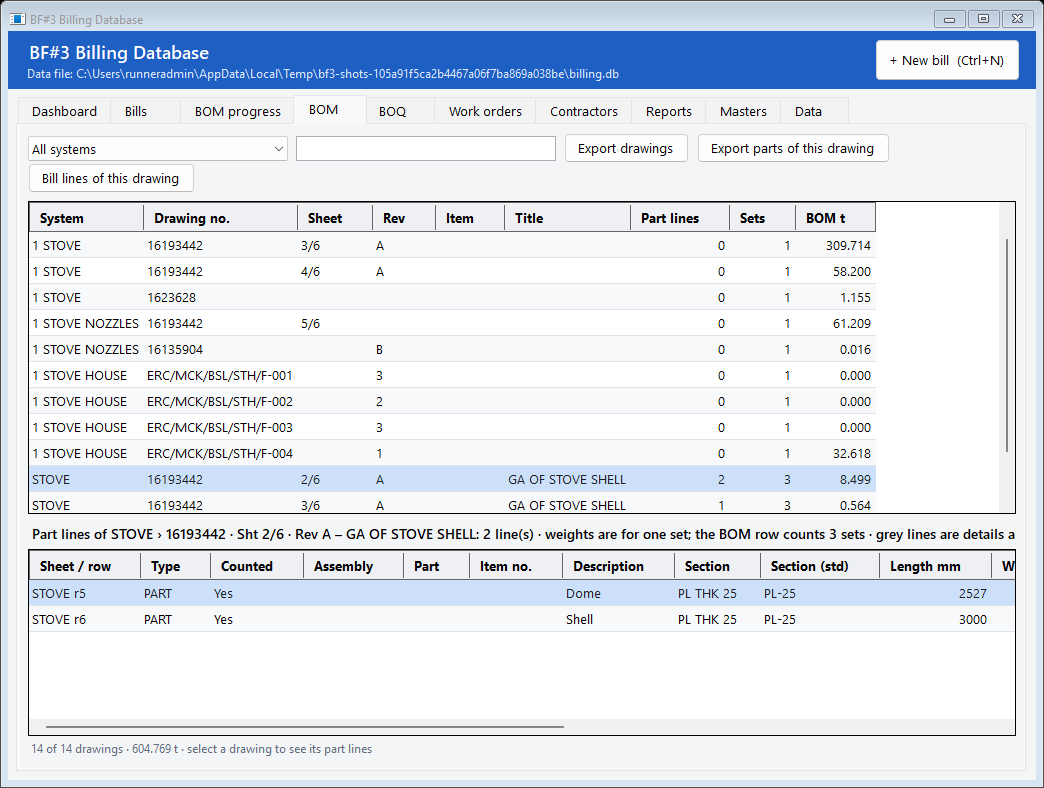 BF#3 Billing Database
BF#3 Billing Database
Data file: C:\Users\runneradmin\AppData\Local\Temp\bf3-shots-105a91f5ca2b4467a06f7ba869a038be\billing.db
+ New bill (Ctrl+N)
Dashboard Bills BOM progress BOM BOQ Work orders Contractors Reports Masters Data
All systems Export drawings Export parts of this drawing
Bill lines of this drawing
System Drawing no. Sheet Rev Item Title Part lines Sets BOM t
1 STOVE 16193442 3/6 A 0 1 309.714
1 STOVE 16193442 4/6 A 0 1 58.200
1 STOVE 1623628 0 1 1.155
1 STOVE NOZZLES 16193442 5/6 0 1 61.209
1 STOVE NOZZLES 16135904 B 0 1 0.016
1 STOVE HOUSE ERC/MCK/BSL/STH/F-001 3 0 1 0.000
1 STOVE HOUSE ERC/MCK/BSL/STH/F-002 2 0 1 0.000
1 STOVE HOUSE ERC/MCK/BSL/STH/F-003 3 0 1 0.000
1 STOVE HOUSE ERC/MCK/BSL/STH/F-004 1 0 1 32.618
STOVE 16193442 2/6 A GA OF STOVE SHELL 2 3 8.499
STOVE 16193442 3/6 A GA OF STOVE SHELL 1 3 0.564
Part lines of STOVE › 16193442 · Sht 2/6 · Rev A – GA OF STOVE SHELL: 2 line(s) · weights are for one set; the BOM row counts 3 sets · grey lines are details a
Sheet / row Type Counted Assembly Part Item no. Description Section Section (std) Length mm W
STOVE r5 PART Yes Dome PL THK 25 PL-25 2527
STOVE r6 PART Yes Shell PL THK 25 PL-25 3000
14 of 14 drawings · 604.769 t · select a drawing to see its part lines